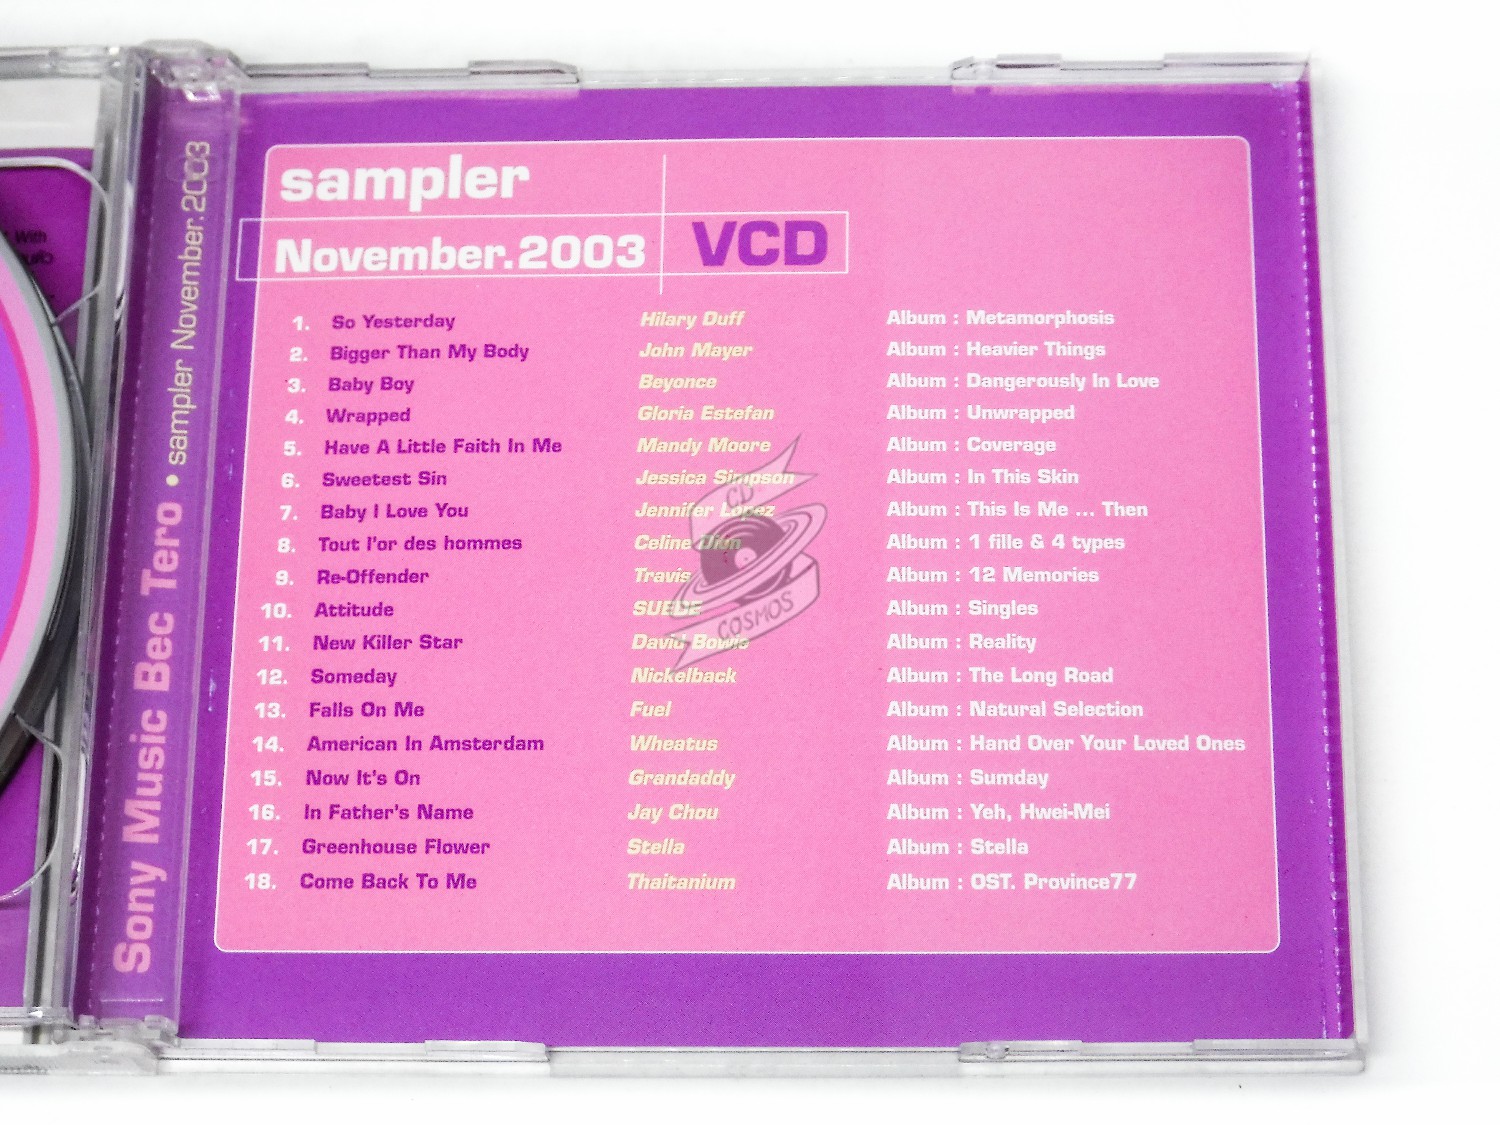 sampler
November.2003 VCD
1. So Yesterday Hilary Duff Album : Metamorphosis
2. Bigger Than My Body John Mayer Album : Heavier Things
3. Baby Boy Beyonce Album : Dangerously In Love
4. Wrapped Gloria Estefan Album : Unwrapped
5. Have A Little Faith In Me Mandy Moore Album : Coverage
6. Sweetest Sin Jessica Simpson Album : In This Skin
7. Baby I Love You Jennifer Lopez Album : This Is Me ... Then
8. Tout l'or des hommes Celine Dion Album : 1 fille & 4 types
9. Re-Offender Travis Album : 12 Memories
10. Attitude SUEDE Album : Singles
11. New Killer Star David Bowie Album : Reality
12. Someday Nickelback Album : The Long Road
13. Falls On Me Fuel Album : Natural Selection
14. American In Amsterdam Wheatus Album : Hand Over Your Loved Ones
15. Now It's On Grandaddy Album : Sumday
16. In Father's Name Jay Chou Album : Yeh, Hwei-Mei
17. Greenhouse Flower Stella Album : Stella
18. Come Back To Me Thaitanium Album : OST. Province77
Sony Music Bec Tero • sampler November.2003
CD
COSMOS
With